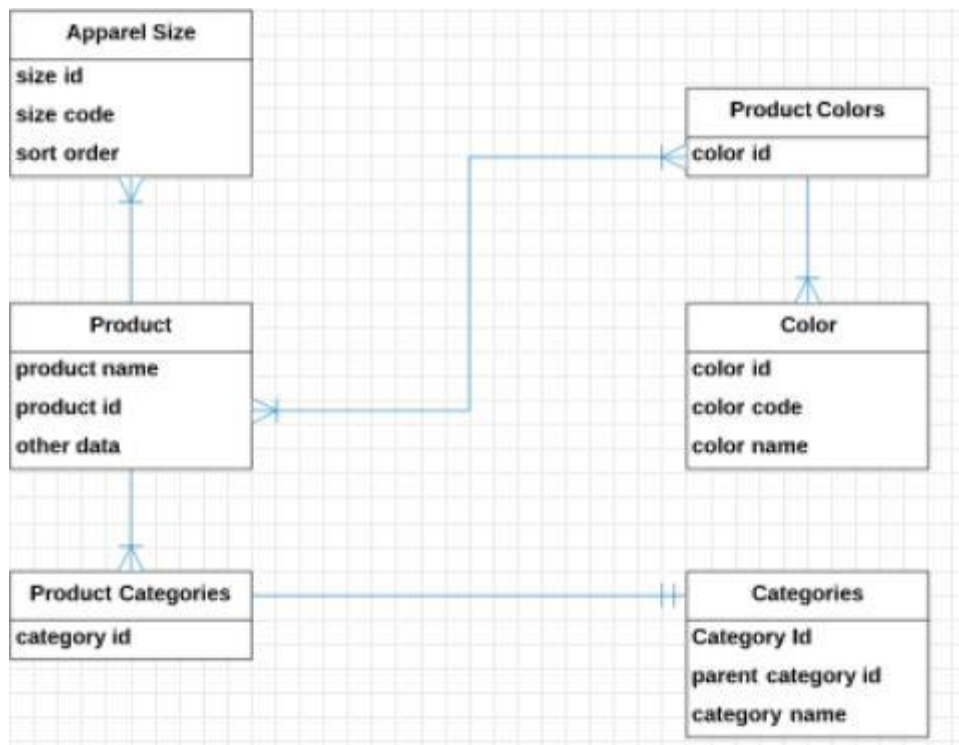 Apparel Size
size id
size code
sort order
Product Colors
color id
Product
product name
product id
other data
Color
color id
color code
color name
Product Categories
category id
Categories
Category Id
parent category id
category name